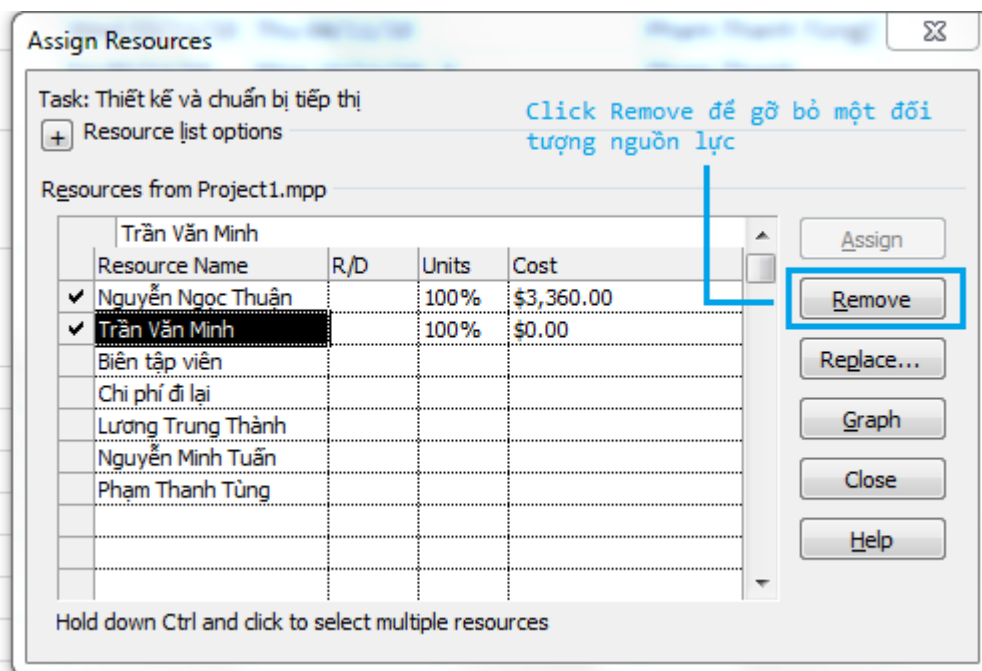 Assign Resources
Task: Thiết kế và chuẩn bị tiếp thị
Click Remove để gỡ bỏ một đối
tượng nguồn lực
+ Resource list options
Resources from Project1.mpp
Trần Văn Minh
Assign
Resource Name R/D Units Cost
✔ Nguyễn Ngọc Thuận 100% $3,360.00
Remove
✔ Trần Văn Minh 100% $0.00
Biên tập viên
Replace...
Chi phí đi lại
Lương Trung Thành
Graph
Nguyễn Minh Tuấn
Phạm Thanh Tùng
Close
Help
Hold down Ctrl and click to select multiple resources